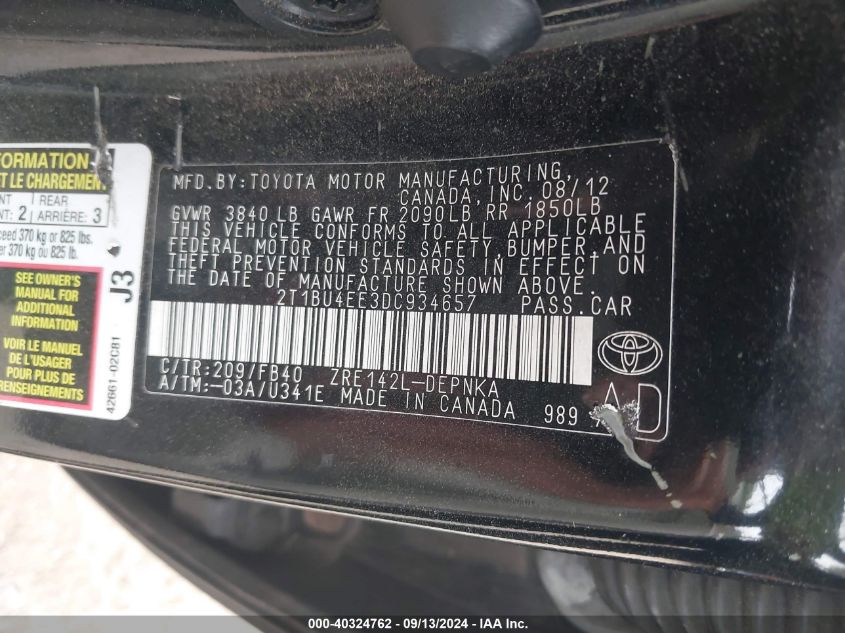 FORMATION
ET LE CHARGEMENT
REAR
NT: 2 ARRIÈRE: 3
ceed 370 kg or 825 lbs.
er 370 kg ou 825 lb.
SEE OWNER'S
MANUAL FOR
ADDITIONAL
INFORMATION
VOIR LE MANUEL
DE L'USAGER
POUR PLUS DE
RENSEIGNEMENTS
J3
42661-02C81
MFD.BY:TOYOTA MOTOR MANUFACTURING,
CANADA,INC. 08/12
GVWR 3840 LB GAWR FR 2090LB RR 1850LB
THIS VEHICLE CONFORMS TO ALL APPLICABLE
FEDERAL MOTOR VEHICLE SAFETY,BUMPER,AND
THEFT PREVENTION STANDARDS IN EFFECT ON
THE DATE OF MANUFACTURE SHOWN ABOVE.
2T1BU4EE3DC934657 PASS.CAR
C/TR:209/FB40 ZRE142L-DEPNKA
A/TM:-03A/U341E MADE IN CANADA 989
AD
000-40324762 - 09/13/2024 - IAA Inc.